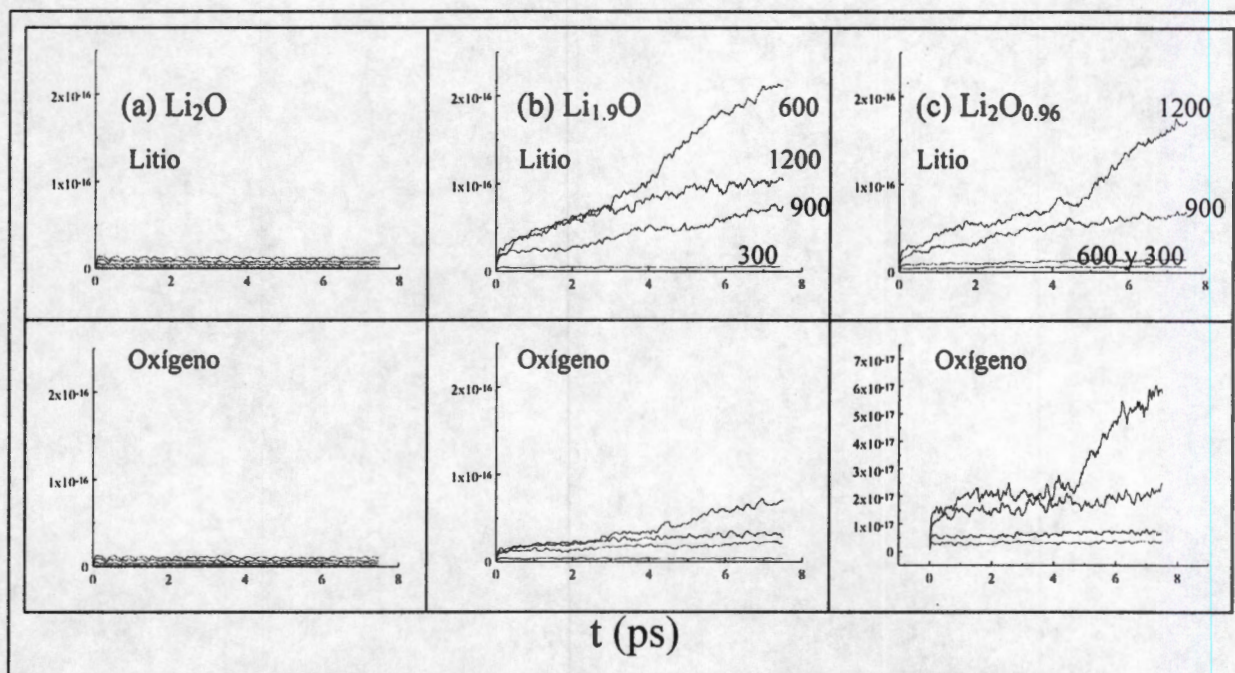 (a) Li₂O
Litio
2x10-16
1x10-16
0
0
2
4
6
8
(b) Li₁.₉O
Litio
600
1200
900
300
2x10-16
1x10-16
0
0
2
4
6
8
(c) Li₂O₀.₉₆
Litio
1200
900
600 y 300
2x10-16
1x10-16
0
0
2
4
6
8
Oxígeno
2x10-16
1x10-16
0
0
2
4
6
8
Oxígeno
2x10-16
1x10-16
0
0
2
4
6
8
Oxígeno
7x10-17
6x10-17
5x10-17
4x10-17
3x10-17
2x10-17
1x10-17
0
0
2
4
6
8
t (ps)